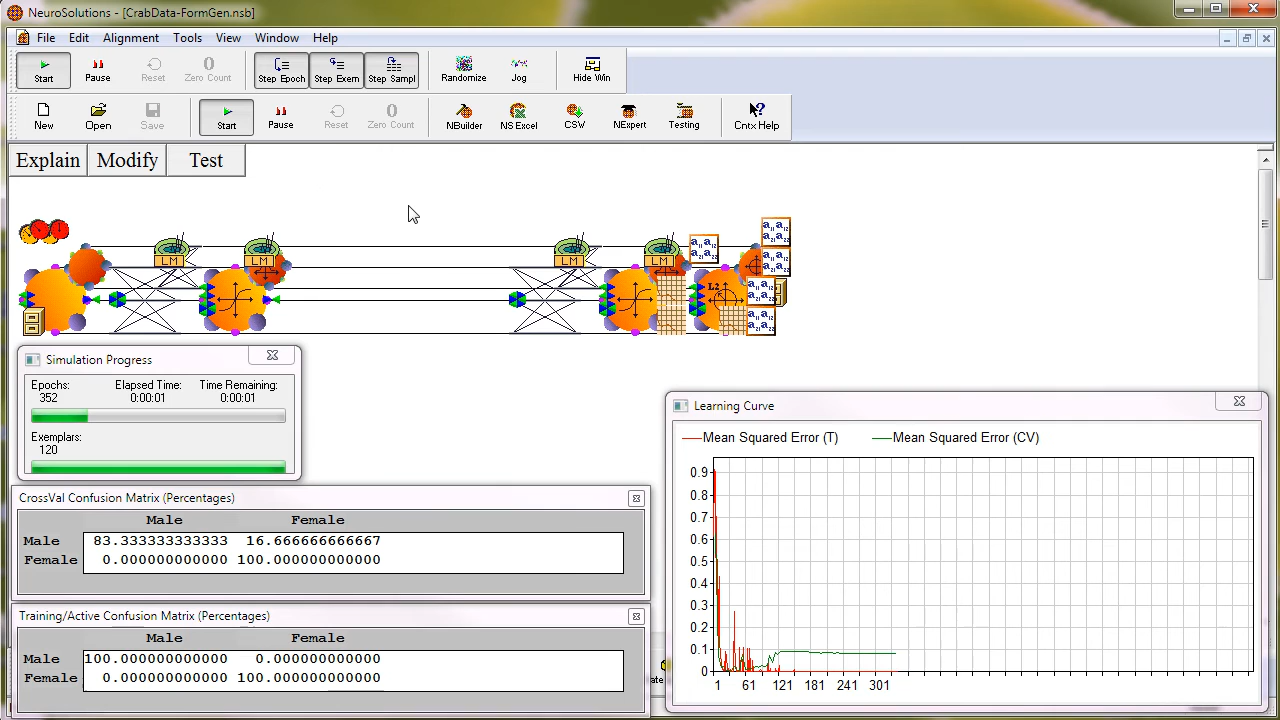 NeuroSolutions - [CrabData-FormGen.nsb]
File Edit Alignment Tools View Window Help
Start Pause Reset Zero Count Step Epoch Step Exem Step Sampl Randomize Jog Hide Win
New Open Save Start Pause Reset Zero Count NBuilder NS Excel CSV NExpert Testing Cntx Help
Explain Modify Test
LM LM LM LM
L2
Simulation Progress
Epochs: Elapsed Time: Time Remaining:
352 0:00:01 0:00:01
Exemplars:
120
CrossVal Confusion Matrix (Percentages)
Male Female
Male 83.333333333333 16.666666666667
Female 0.000000000000 100.000000000000
Training/Active Confusion Matrix (Percentages)
Male Female
Male 100.000000000000 0.000000000000
Female 0.000000000000 100.000000000000
Learning Curve
Mean Squared Error (T) Mean Squared Error (CV)
0.9
0.8
0.7
0.6
0.5
0.4
0.3
0.2
0.1
0
1 61 121 181 241 301